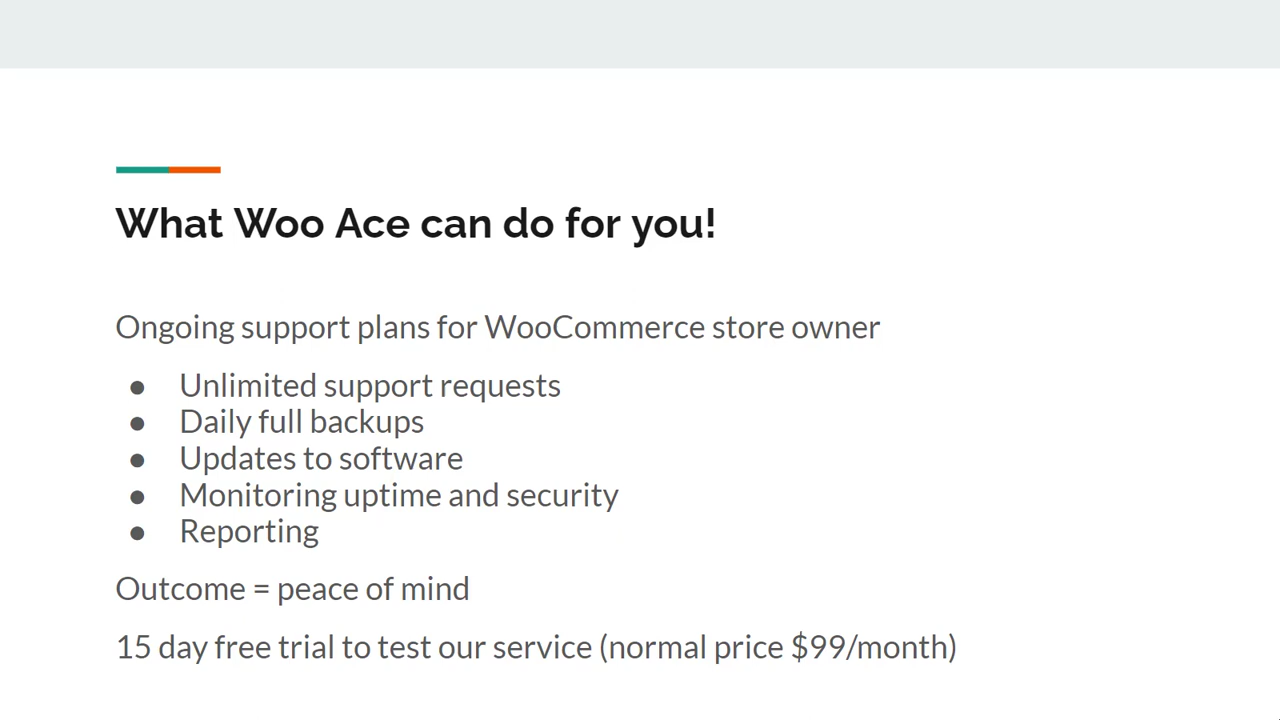 What Woo Ace can do for you!
Ongoing support plans for WooCommerce store owner
● Unlimited support requests
● Daily full backups
● Updates to software
● Monitoring uptime and security
● Reporting
Outcome = peace of mind
15 day free trial to test our service (normal price $99/month)